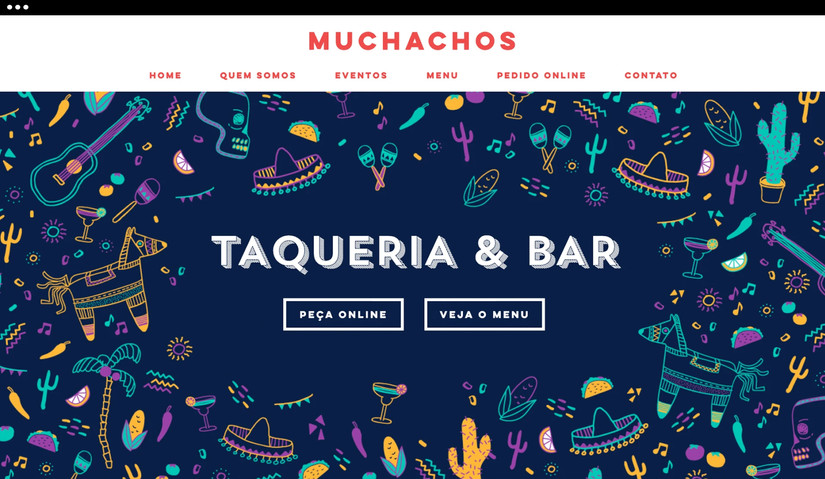 MUCHACHOS
HOME QUEM SOMOS EVENTOS MENU PEDIDO ONLINE CONTATO
TAQUERIA & BAR
PEÇA ONLINE VEJA O MENU